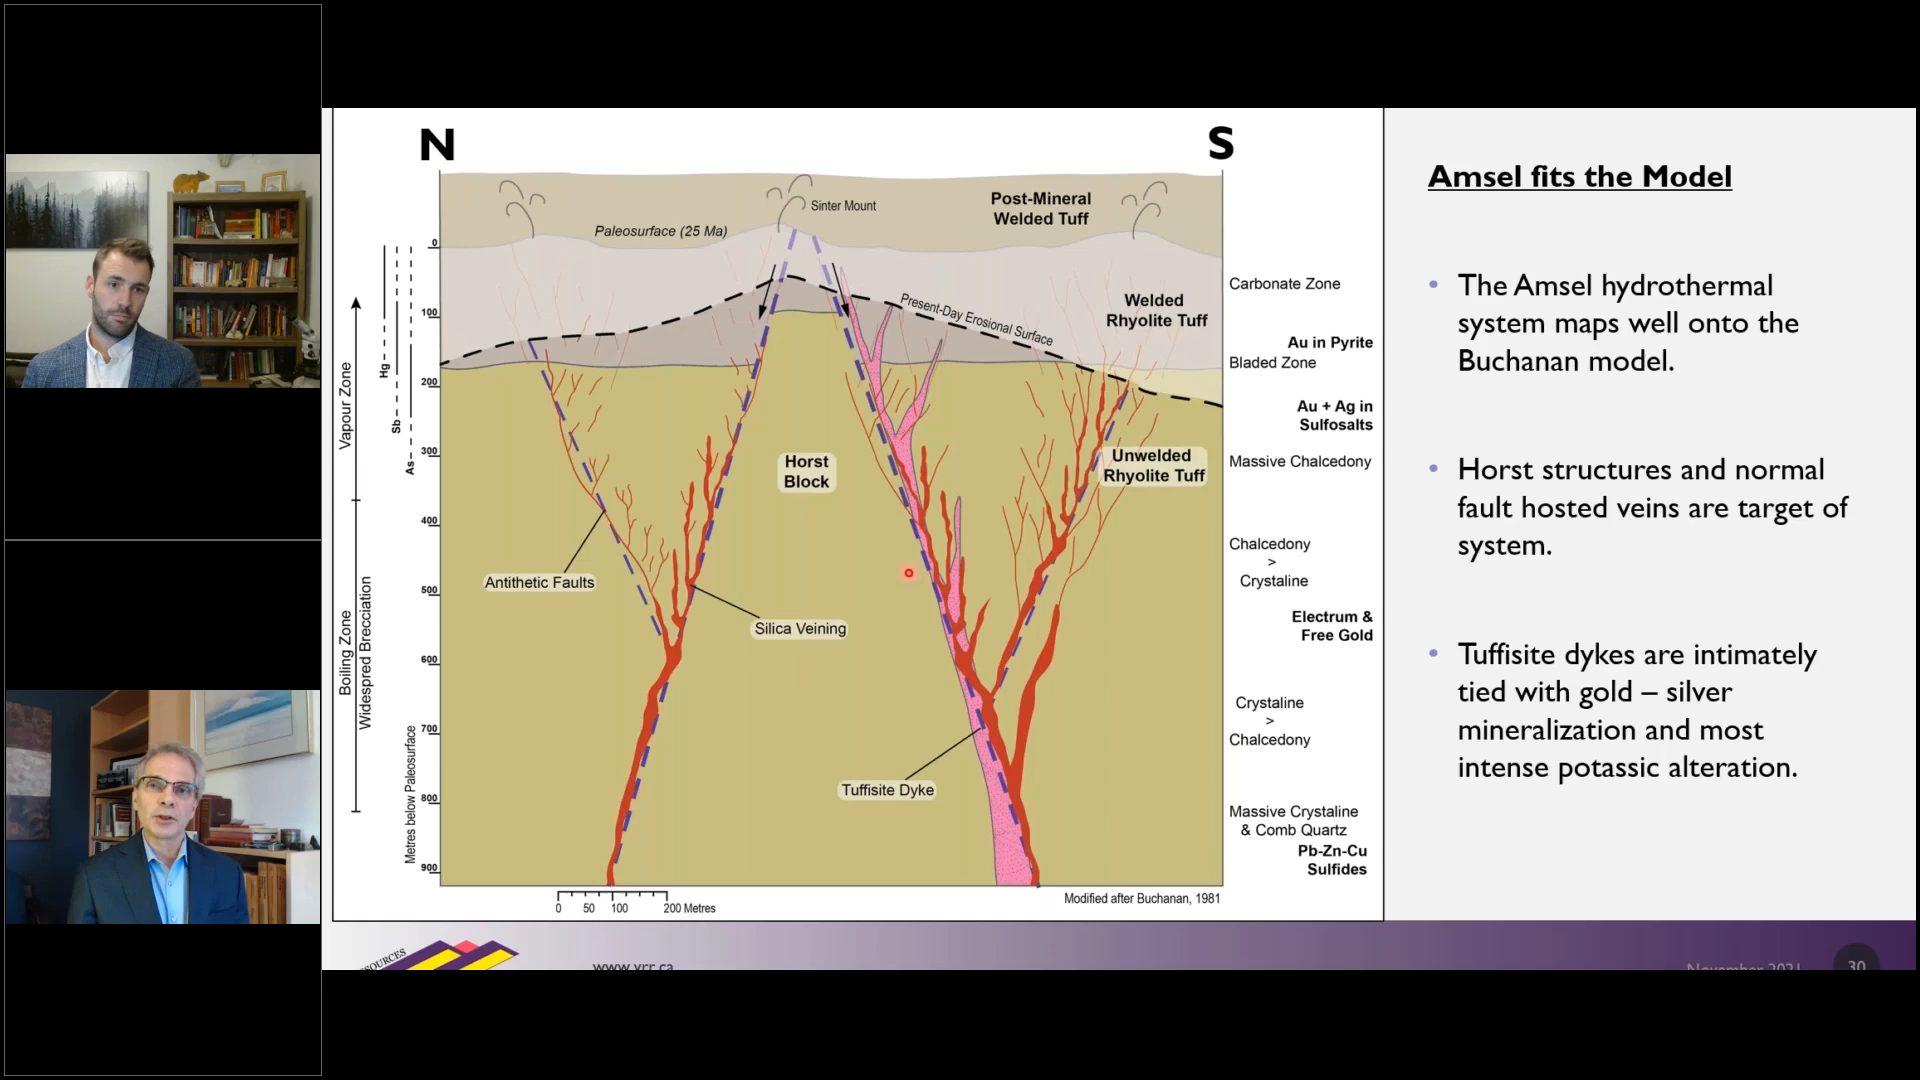 N
S
Post-Mineral
Welded Tuff
Sinter Mount
Paleosurface (25 Ma)
0
100
200
300
400
500
600
700
800
900
Hg
Sb
As
Vapour Zone
Boiling Zone
Widespred Brecciation
Metres below Paleosurface
Present-Day Erosional Surface
Welded
Rhyolite Tuff
Unwelded
Rhyolite Tuff
Horst
Block
Antithetic Faults
Silica Veining
Tuffisite Dyke
Carbonate Zone
Au in Pyrite
Bladed Zone
Au + Ag in
Sulfosalts
Massive Chalcedony
Chalcedony
>
Crystaline
Electrum &
Free Gold
Crystaline
>
Chalcedony
Massive Crystaline
& Comb Quartz
Pb-Zn-Cu
Sulfides
0 50 100 200 Metres
Modified after Buchanan, 1981
Amsel fits the Model
• The Amsel hydrothermal
system maps well onto the
Buchanan model.
• Horst structures and normal
fault hosted veins are target of
system.
• Tuffisite dykes are intimately
tied with gold – silver
mineralization and most
intense potassic alteration.
www.vrr.ca
November 2021
30